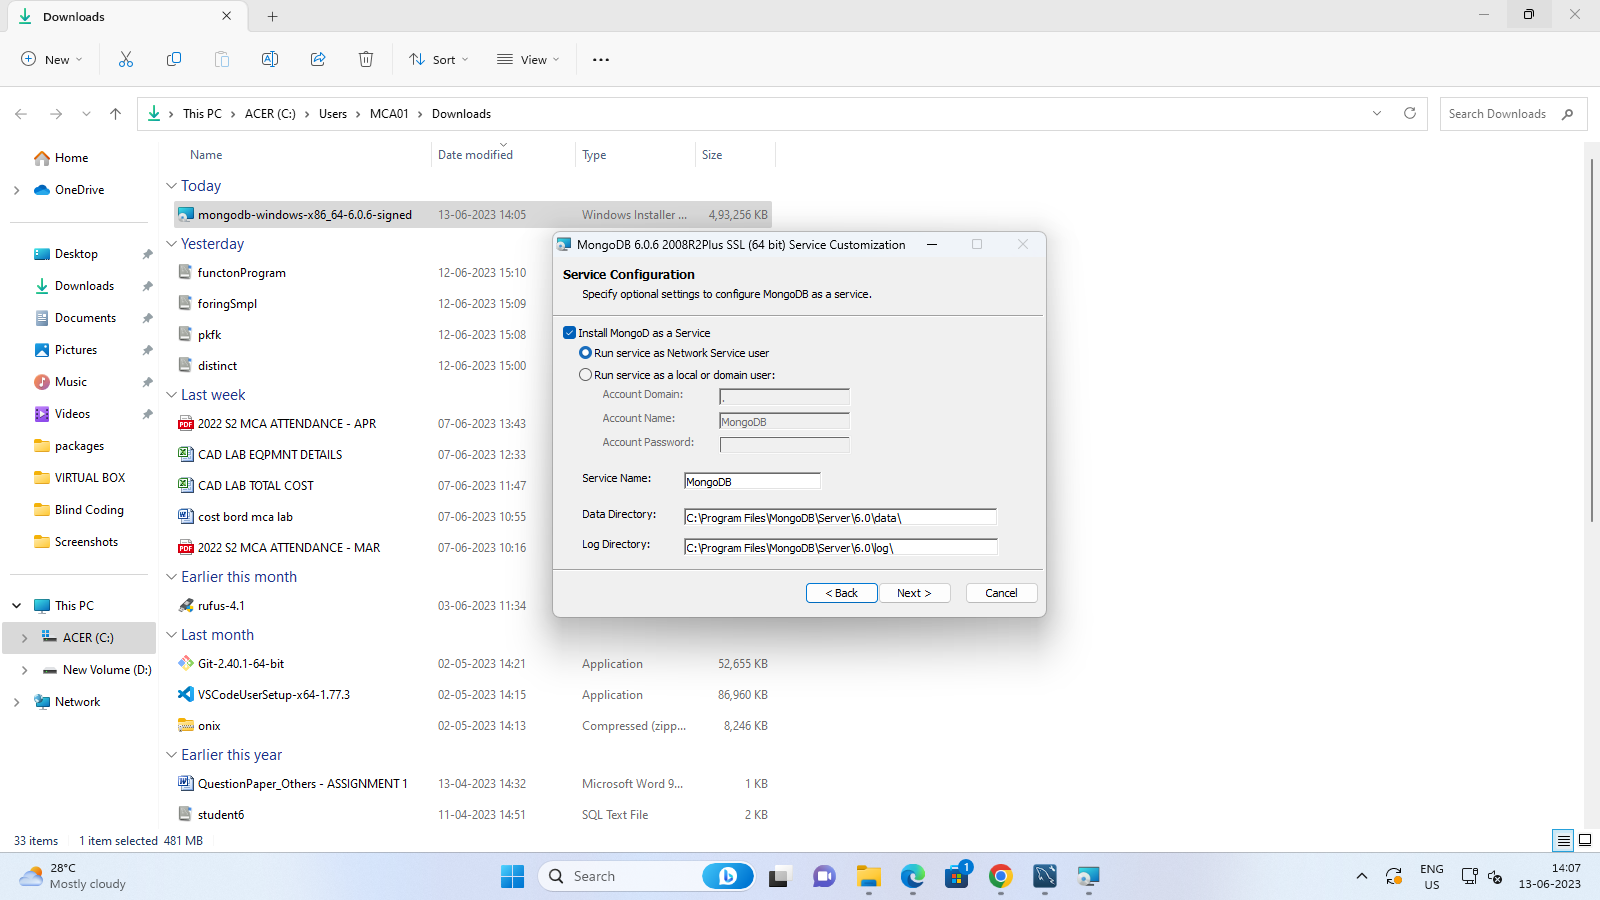 Downloads
New
Sort
View
This PC
ACER (C:)
Users
MCA01
Downloads
Search Downloads
Name
Date modified
Type
Size
Home
OneDrive
Desktop
Downloads
Documents
Pictures
Music
Videos
packages
VIRTUAL BOX
Blind Coding
Screenshots
This PC
ACER (C:)
New Volume (D:)
Network
Today
mongodb-windows-x86_64-6.0.6-signed 13-06-2023 14:05 Windows Installer ... 4,93,256 KB
Yesterday
functonProgram 12-06-2023 15:10
foringSmpl 12-06-2023 15:09
pkfk 12-06-2023 15:08
distinct 12-06-2023 15:00
Last week
2022 S2 MCA ATTENDANCE - APR 07-06-2023 13:43
CAD LAB EQPMNT DETAILS 07-06-2023 12:33
CAD LAB TOTAL COST 07-06-2023 11:47
cost bord mca lab 07-06-2023 10:55
2022 S2 MCA ATTENDANCE - MAR 07-06-2023 10:16
Earlier this month
rufus-4.1 03-06-2023 11:34
Last month
Git-2.40.1-64-bit 02-05-2023 14:21 Application 52,655 KB
VSCodeUserSetup-x64-1.77.3 02-05-2023 14:15 Application 86,960 KB
onix 02-05-2023 14:13 Compressed (zipp... 8,246 KB
Earlier this year
QuestionPaper_Others - ASSIGNMENT 1 13-04-2023 14:32 Microsoft Word 9... 1 KB
student6 11-04-2023 14:51 SQL Text File 2 KB
MongoDB 6.0.6 2008R2Plus SSL (64 bit) Service Customization
Service Configuration
Specify optional settings to configure MongoDB as a service.
Install MongoD as a Service
Run service as Network Service user
Run service as a local or domain user:
Account Domain: .
Account Name: MongoDB
Account Password:
Service Name: MongoDB
Data Directory: C:\Program Files\MongoDB\Server\6.0\data\
Log Directory: C:\Program Files\MongoDB\Server\6.0\log\
< Back
Next >
Cancel
33 items 1 item selected 481 MB
28°C
Mostly cloudy
Search
1
ENG
US
14:07
13-06-2023